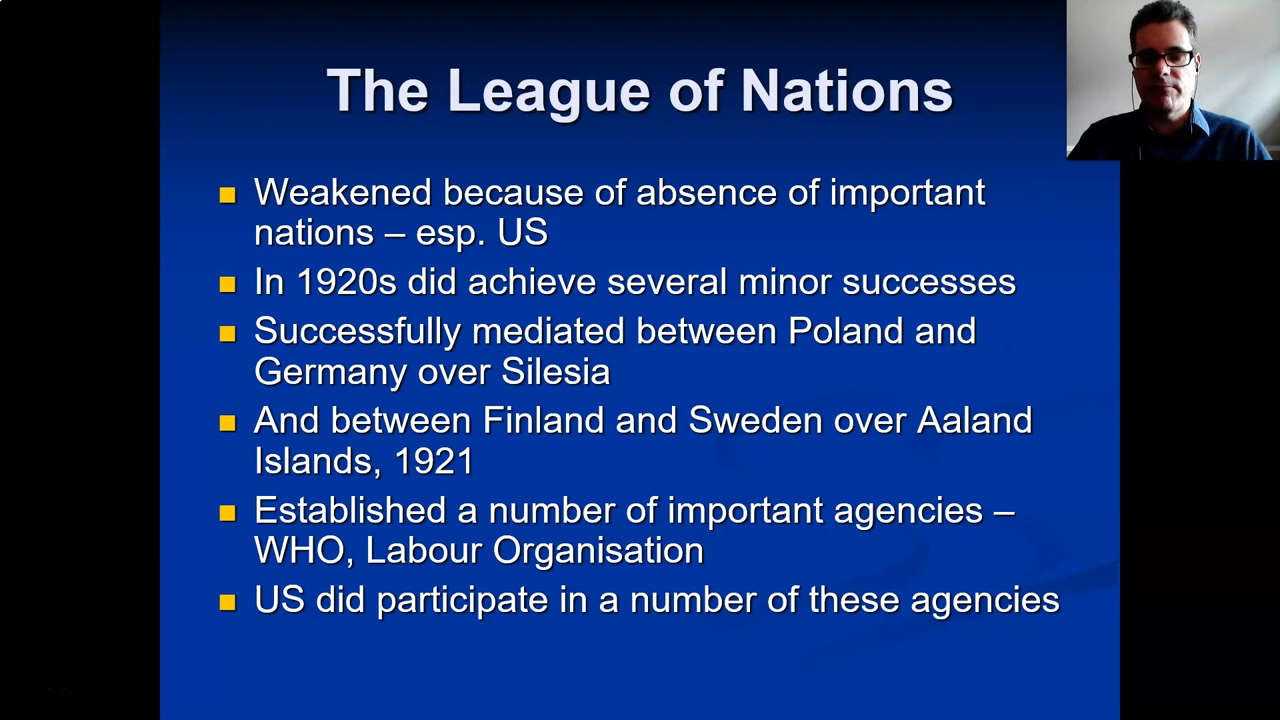 The League of Nations
Weakened because of absence of important
nations – esp. US
In 1920s did achieve several minor successes
Successfully mediated between Poland and
Germany over Silesia
And between Finland and Sweden over Aaland
Islands, 1921
Established a number of important agencies –
WHO, Labour Organisation
US did participate in a number of these agencies